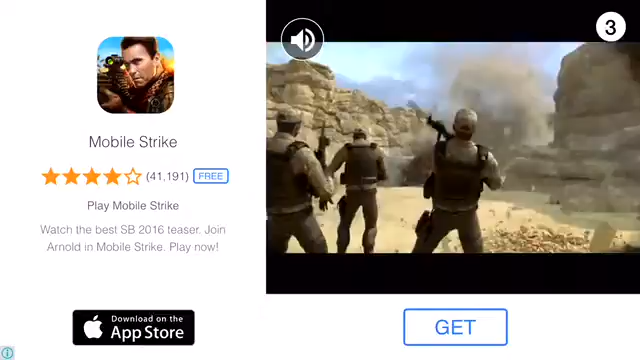 Mobile Strike
(41,191) FREE
Play Mobile Strike
Watch the best SB 2016 teaser. Join
Arnold in Mobile Strike. Play now!
Download on the
App Store
3
GET